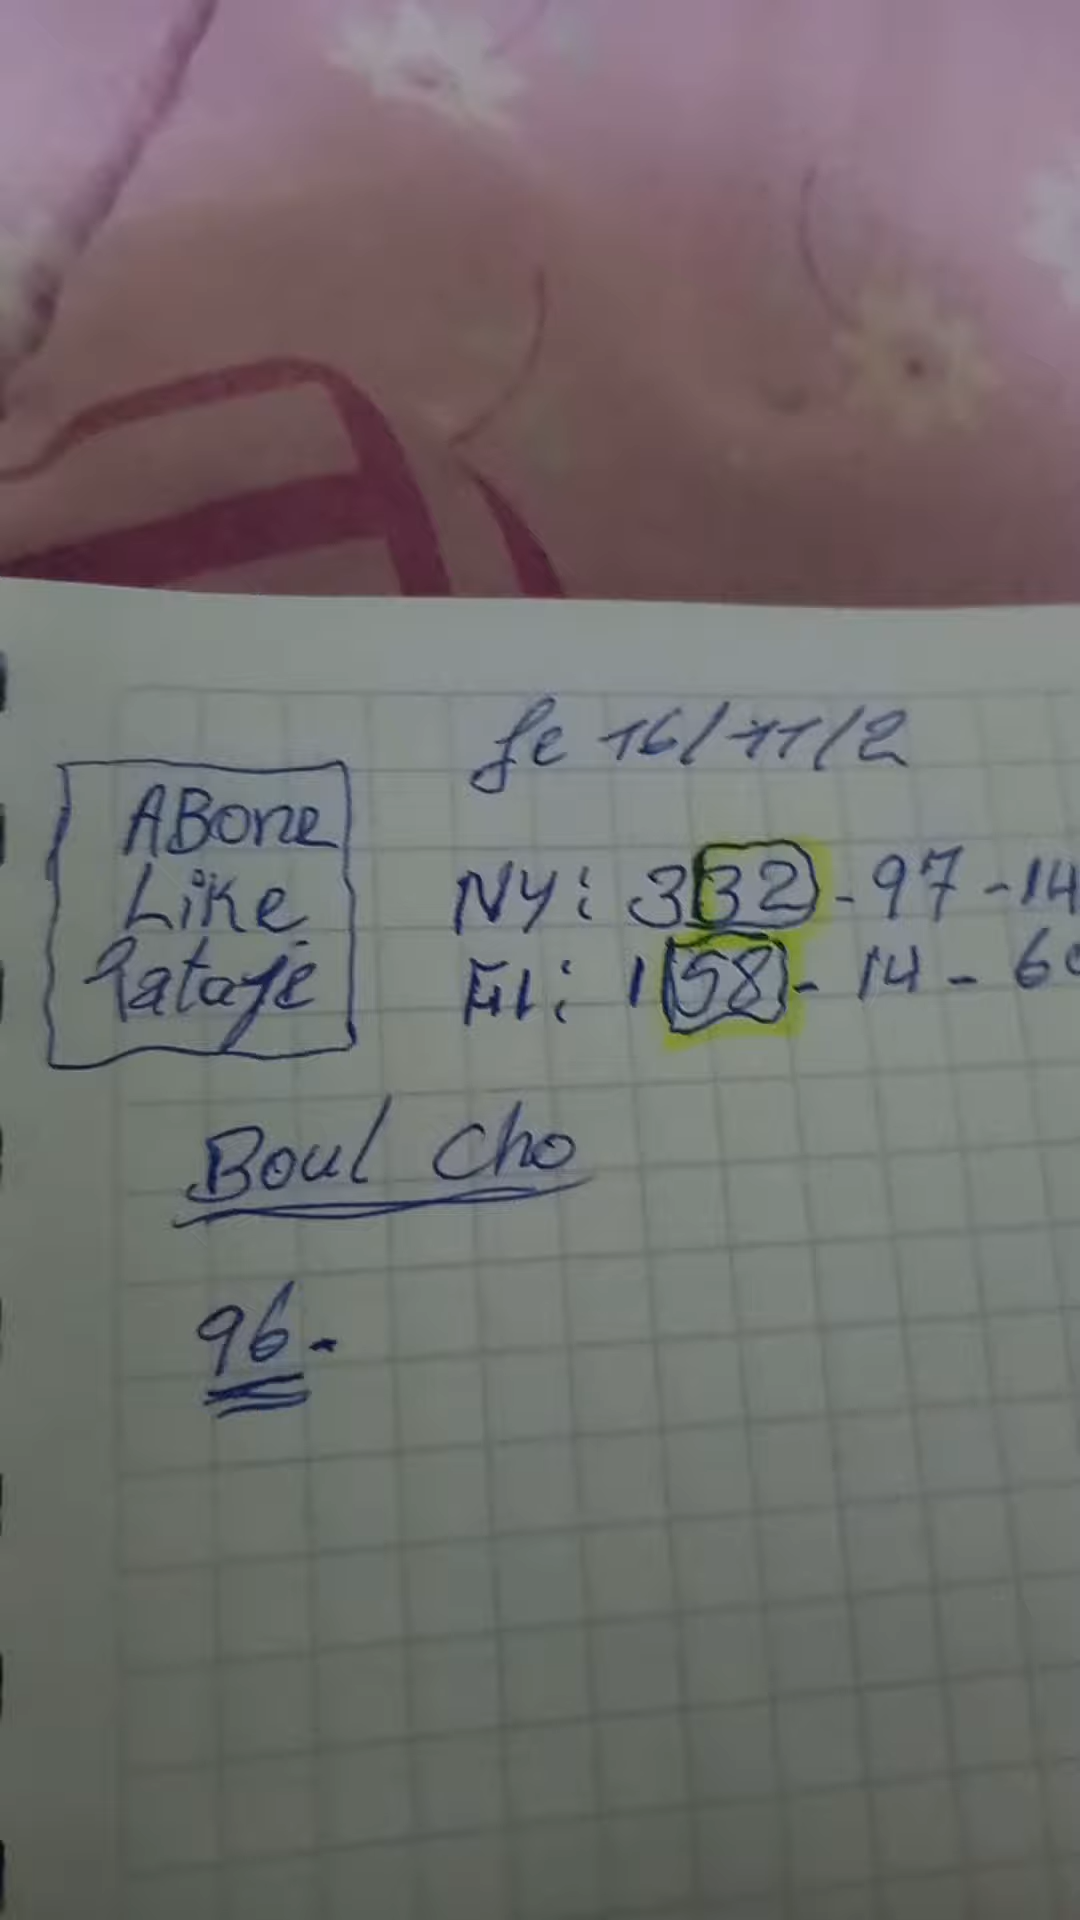 Le 16/11/2
ABone
Like
Pataje
NY: 332-97-14
Fl: 158-14-6
Boul Cho
96.